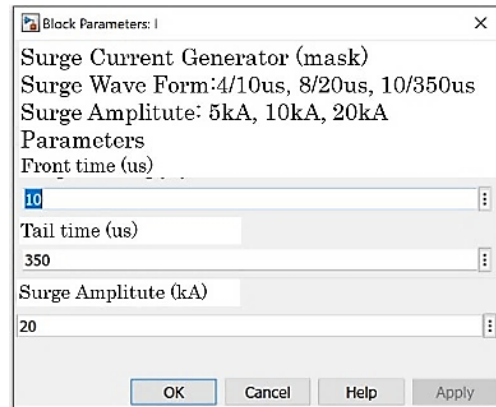 Block Parameters: I
Surge Current Generator (mask)
Surge Wave Form:4/10us, 8/20us, 10/350us
Surge Amplitute: 5kA, 10kA, 20kA
Parameters
Front time (us)
10
Tail time (us)
350
Surge Amplitute (kA)
20
OK Cancel Help Apply